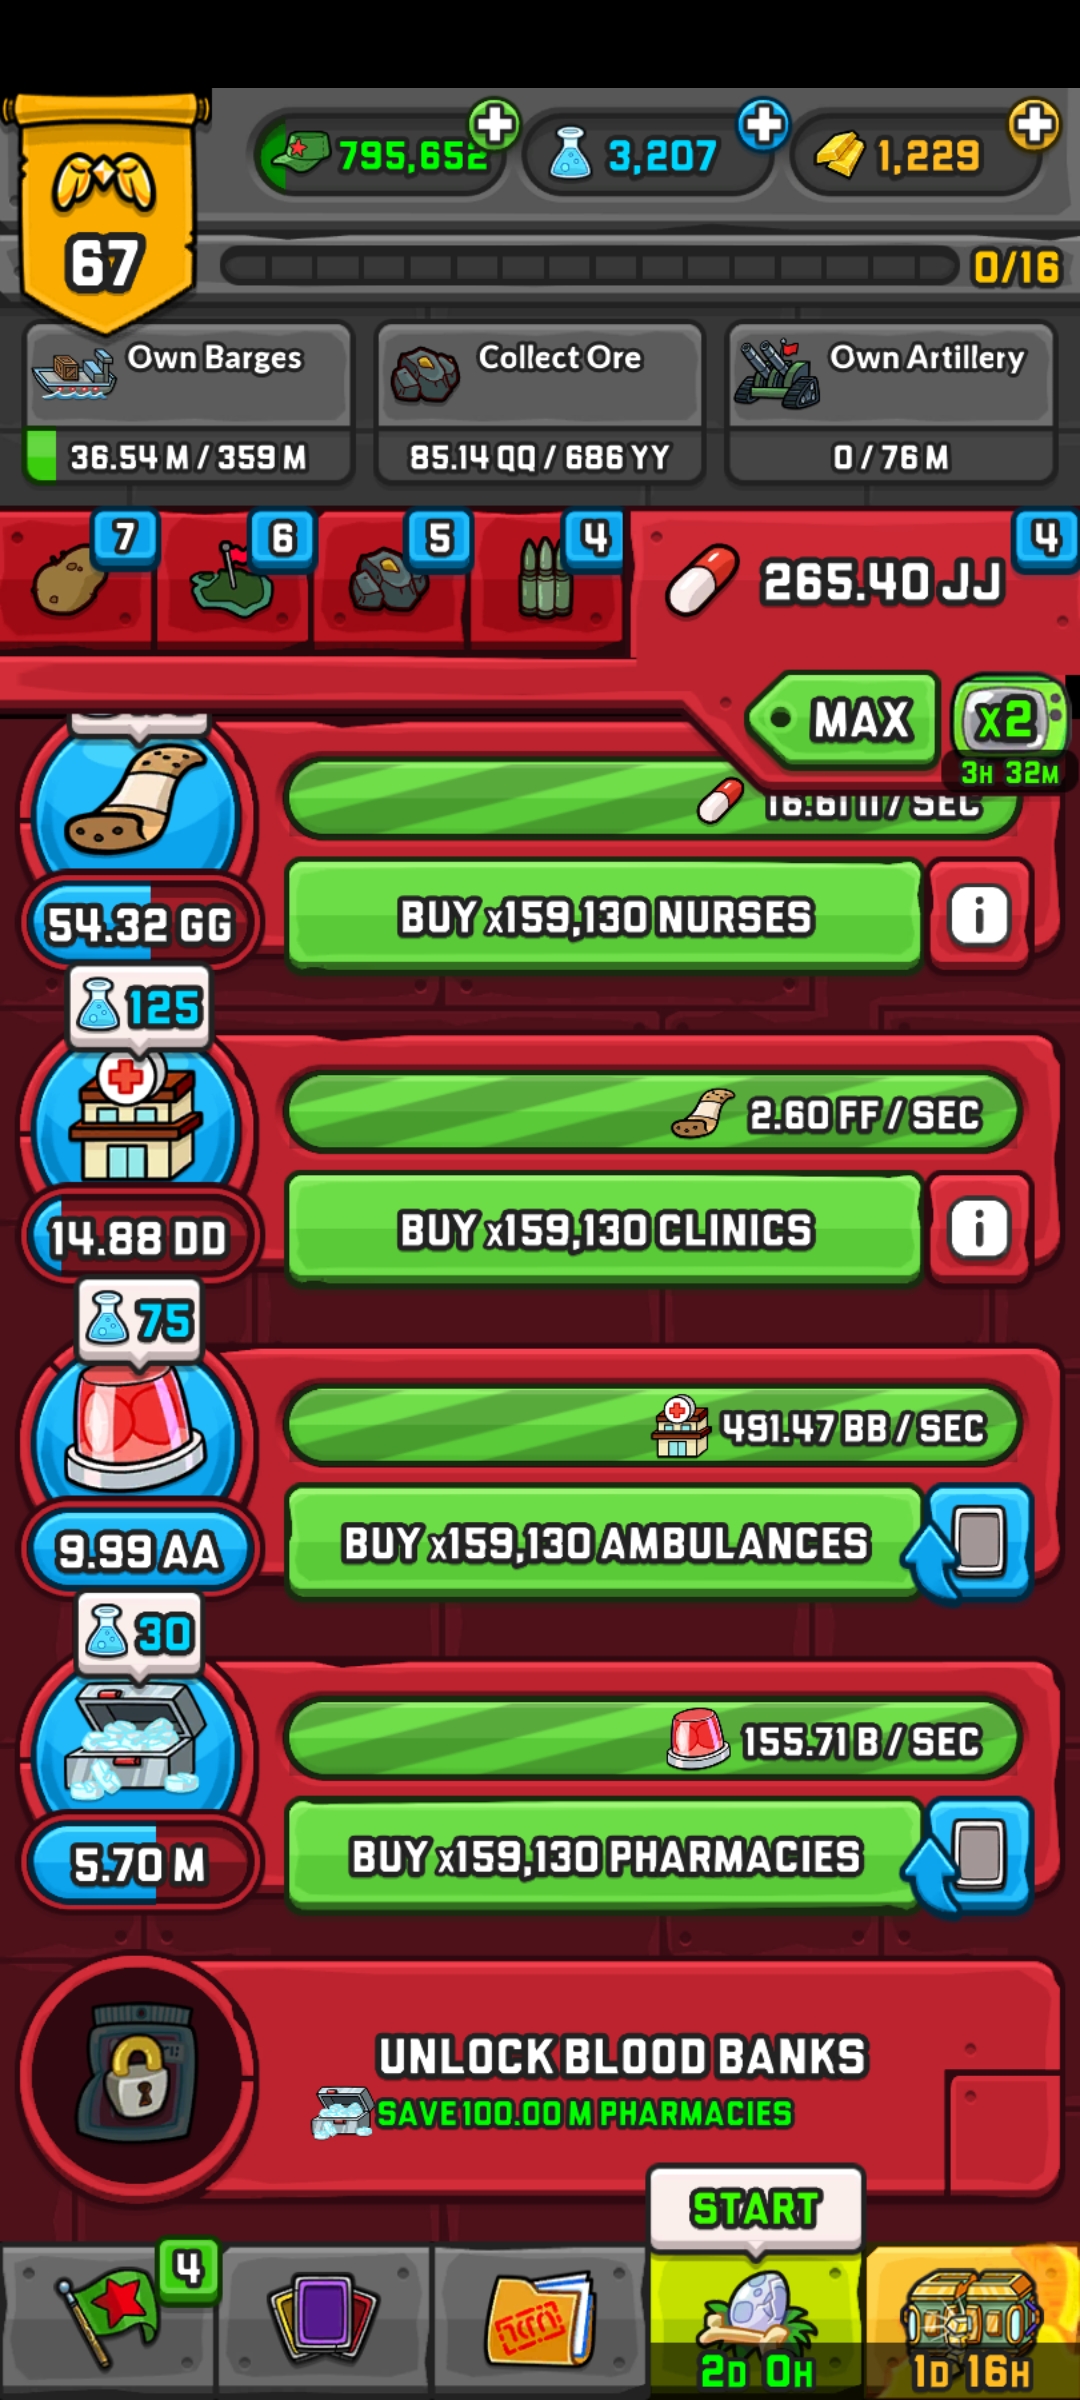 795,652
3,207
1,229
67
0/16
Own Barges
36.54 M / 359 M
Collect Ore
85.14 QQ / 686 YY
Own Artillery
0 / 76 M
7
6
5
4
4
265.40 JJ
MAX
x2
3H 32M
16.61 II / SEC
54.32 GG
BUY x159,130 NURSES
i
125
2.60 FF / SEC
14.88 DD
BUY x159,130 CLINICS
i
75
491.47 BB / SEC
9.99 AA
BUY x159,130 AMBULANCES
30
155.71 B / SEC
5.70 M
BUY x159,130 PHARMACIES
UNLOCK BLOOD BANKS
SAVE 100.00 M PHARMACIES
START
4
2D 0H
1D 16H